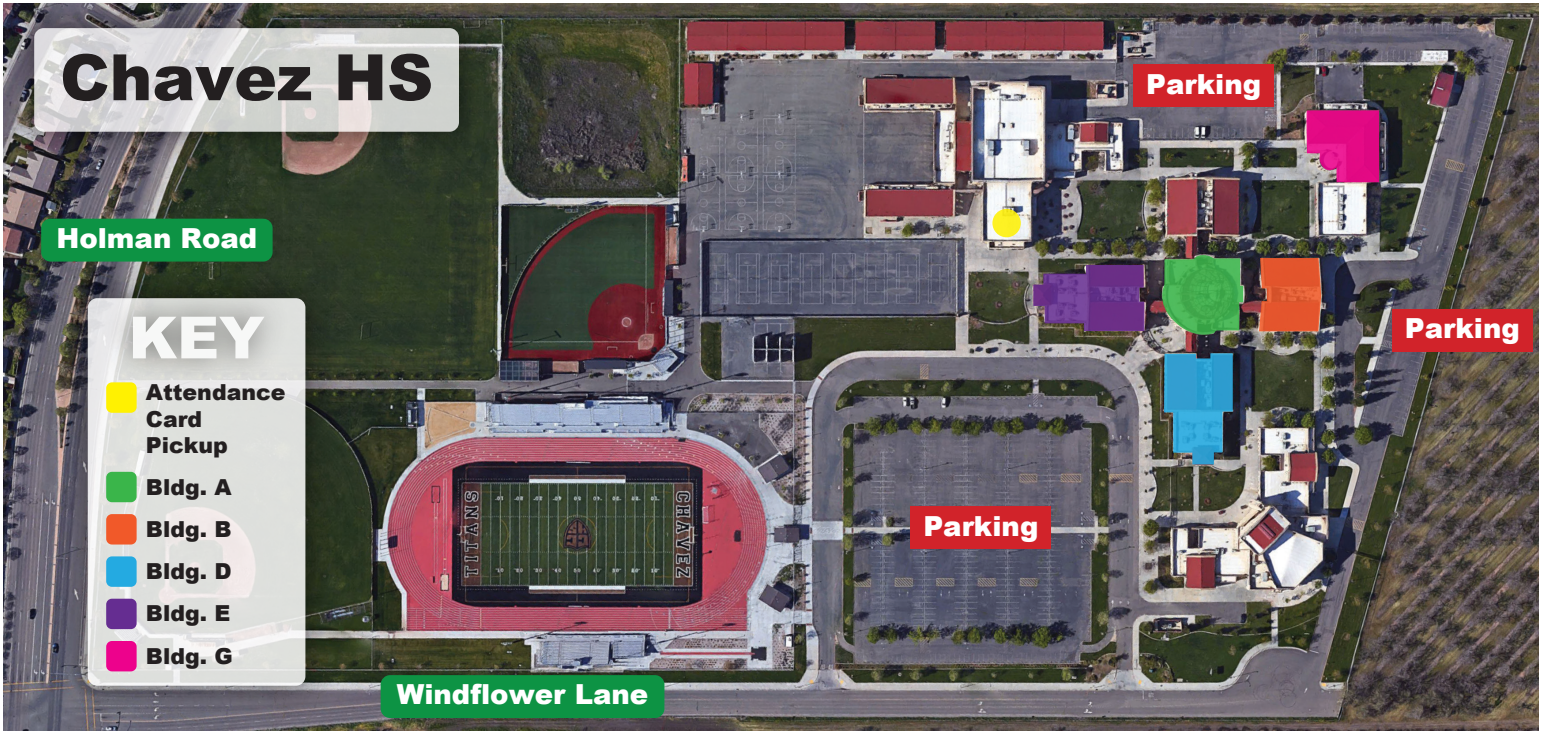 Chavez HS
Parking
Holman Road
Parking
KEY
Attendance
Card
Pickup
Bldg. A
Bldg. B
Bldg. D
Bldg. E
Bldg. G
TITANS
CHAVEZ
Parking
Windflower Lane